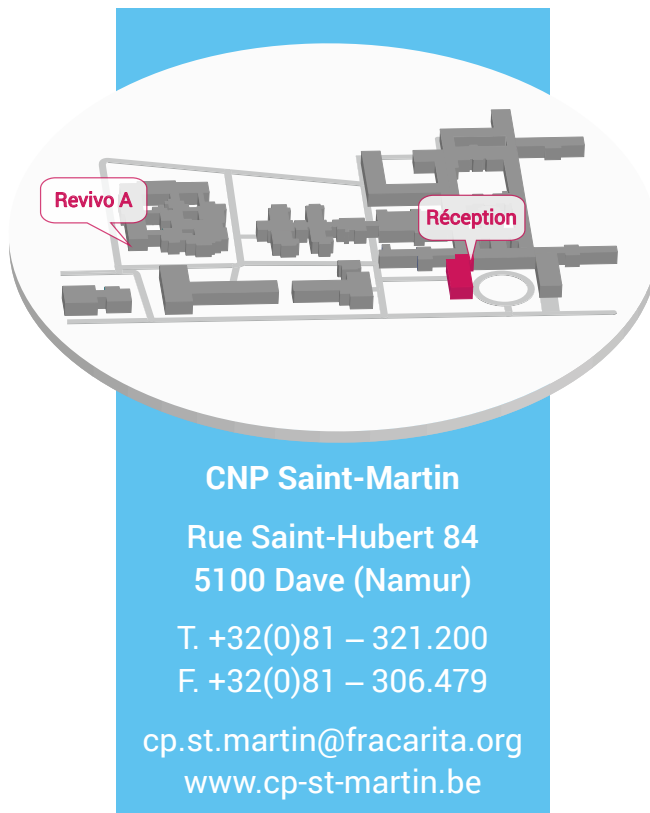 Revivo A
Réception
CNP Saint-Martin
Rue Saint-Hubert 84
5100 Dave (Namur)
T. +32(0)81 – 321.200
F. +32(0)81 – 306.479
cp.st.martin@fracarita.org
www.cp-st-martin.be